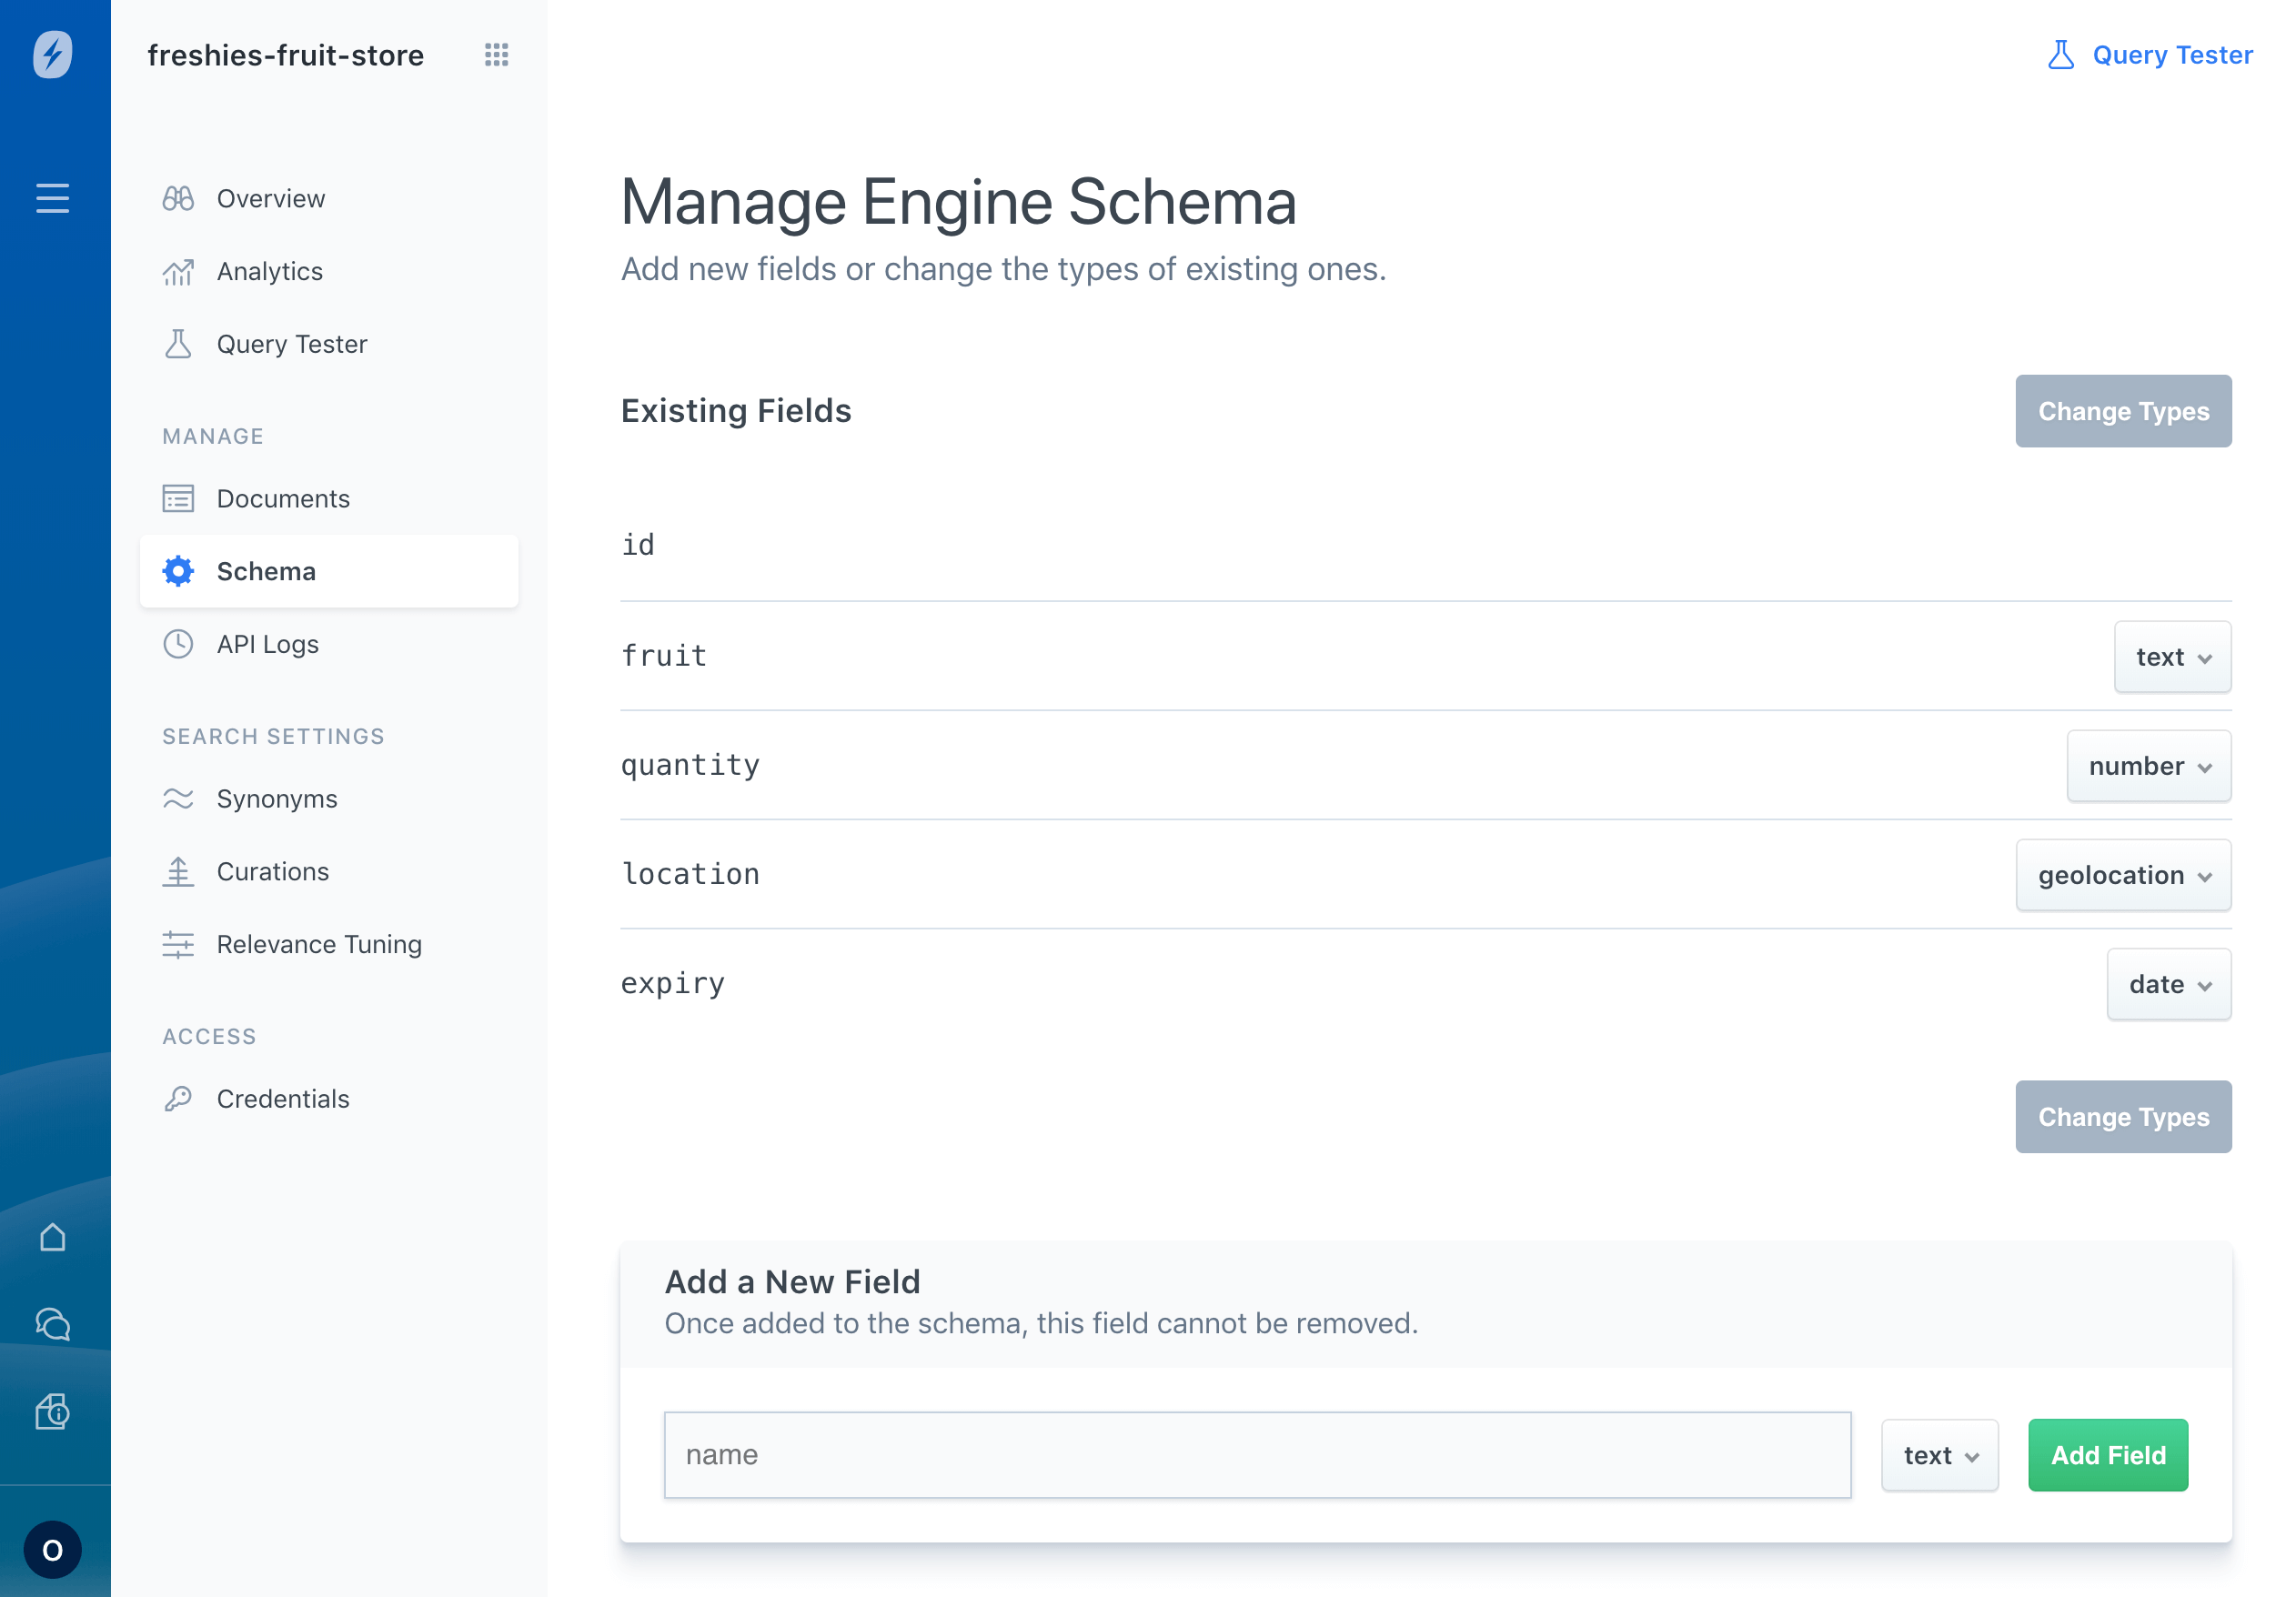 freshies-fruit-store
Query Tester
Overview
Analytics
Query Tester
MANAGE
Documents
Schema
API Logs
SEARCH SETTINGS
Synonyms
Curations
Relevance Tuning
ACCESS
Credentials
O
Manage Engine Schema
Add new fields or change the types of existing ones.
Existing Fields
Change Types
id
fruit
text
quantity
number
location
geolocation
expiry
date
Change Types
Add a New Field
Once added to the schema, this field cannot be removed.
name
text
Add Field